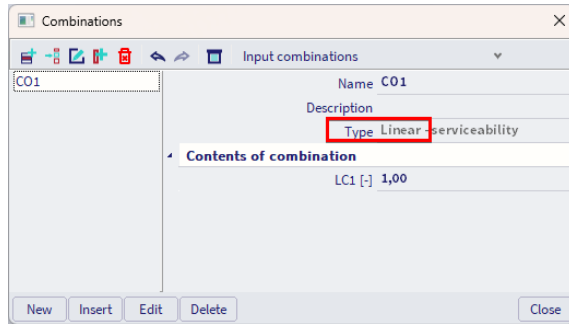 Combinations
Input combinations
CO1
Name CO1
Description
Type Linear - serviceability
Contents of combination
LC1 [-] 1,00
New Insert Edit Delete Close